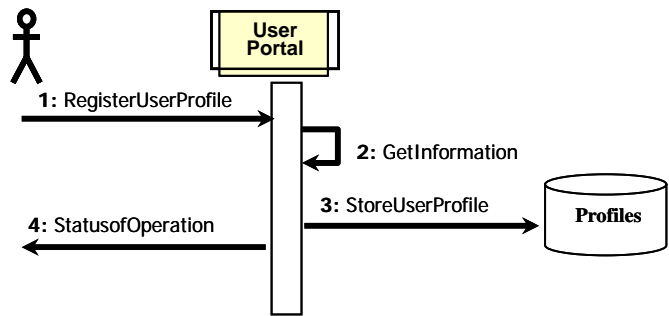 User
Portal
1: RegisterUserProfile
2: GetInformation
3: StoreUserProfile
Profiles
4: StatusofOperation